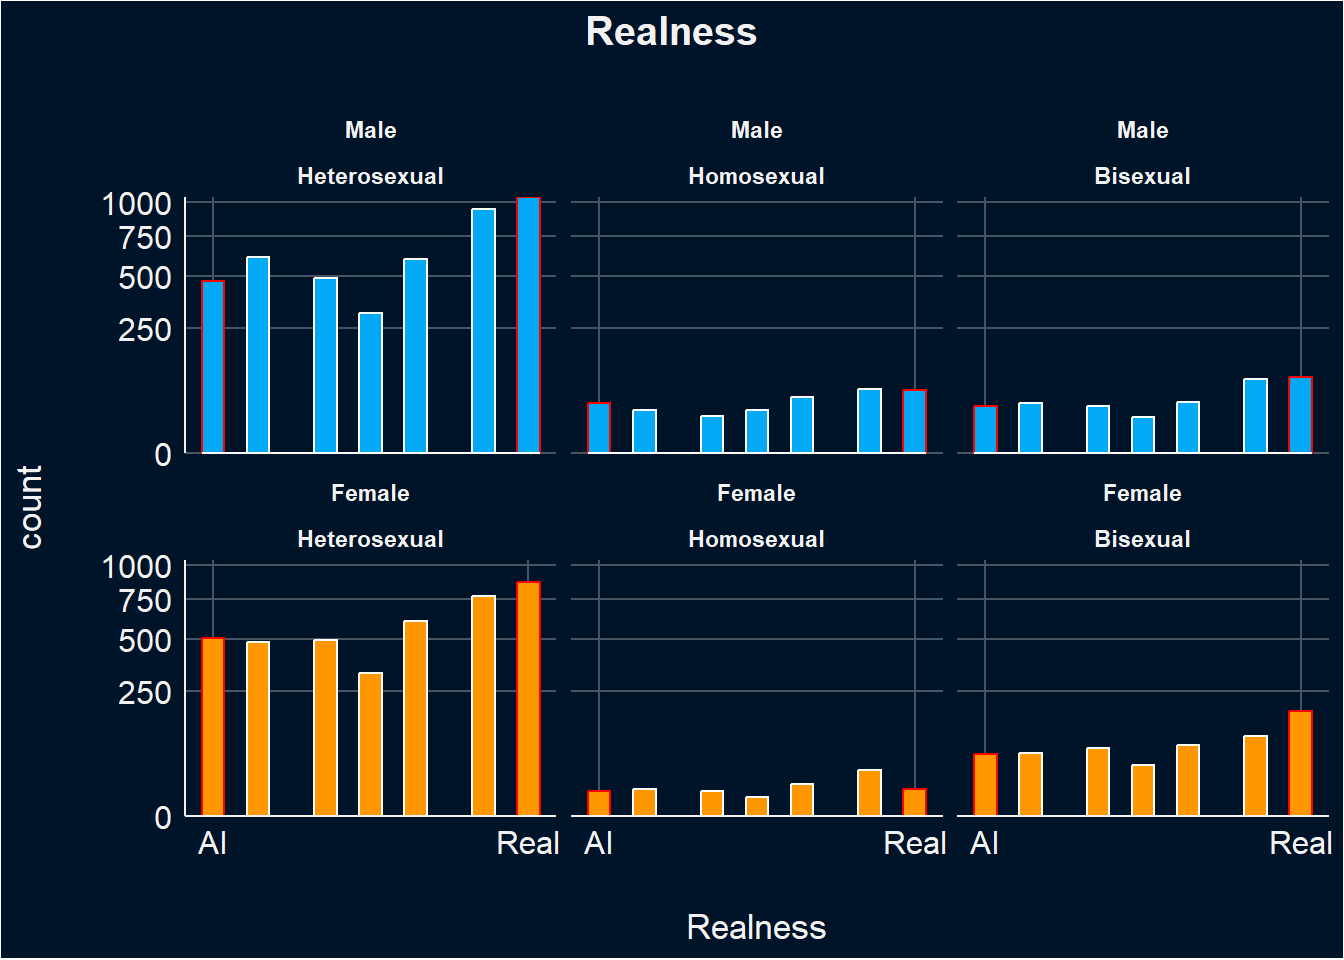 Realness
Male Male Male
Heterosexual Homosexual Bisexual
1000
750
500
250
0
count
Female Female Female
Heterosexual Homosexual Bisexual
1000
750
500
250
0
AI Real AI Real AI Real
Realness